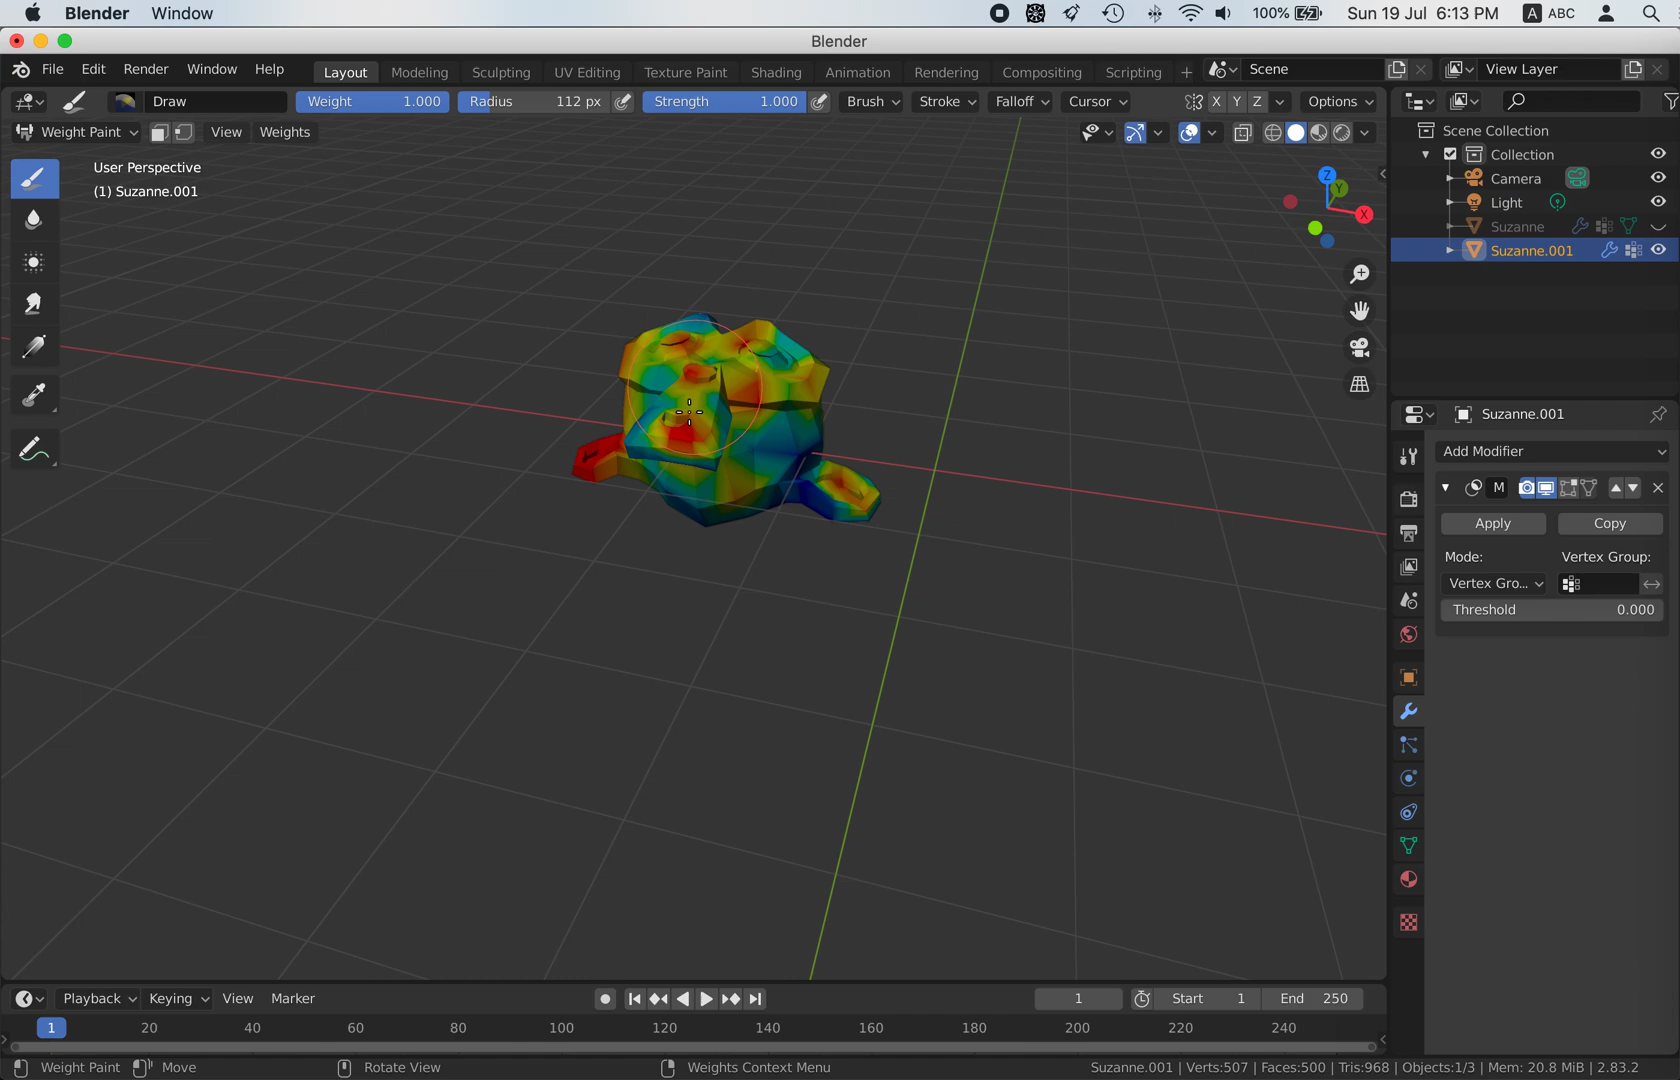 Blender Window 100% Sun 19 Jul 6:13 PM A ABC
Blender
File Edit Render Window Help Layout Modeling Sculpting UV Editing Texture Paint Shading Animation Rendering Compositing Scripting + Scene View Layer
Draw Weight 1.000 Radius 112 px Strength 1.000 Brush Stroke Falloff Cursor X Y Z Options
Weight Paint View Weights
Scene Collection
User Perspective
(1) Suzanne.001
Z
Y
X
Collection
Camera
Light
Suzanne
Suzanne.001
Suzanne.001
Add Modifier
M
Apply Copy
Mode: Vertex Group:
Vertex Gro...
Threshold 0.000
Playback Keying View Marker 1 Start 1 End 250
1 20 40 60 80 100 120 140 160 180 200 220 240
Weight Paint Move Rotate View Weights Context Menu Suzanne.001 | Verts:507 | Faces:500 | Tris:968 | Objects:1/3 | Mem: 20.8 MiB | 2.83.2